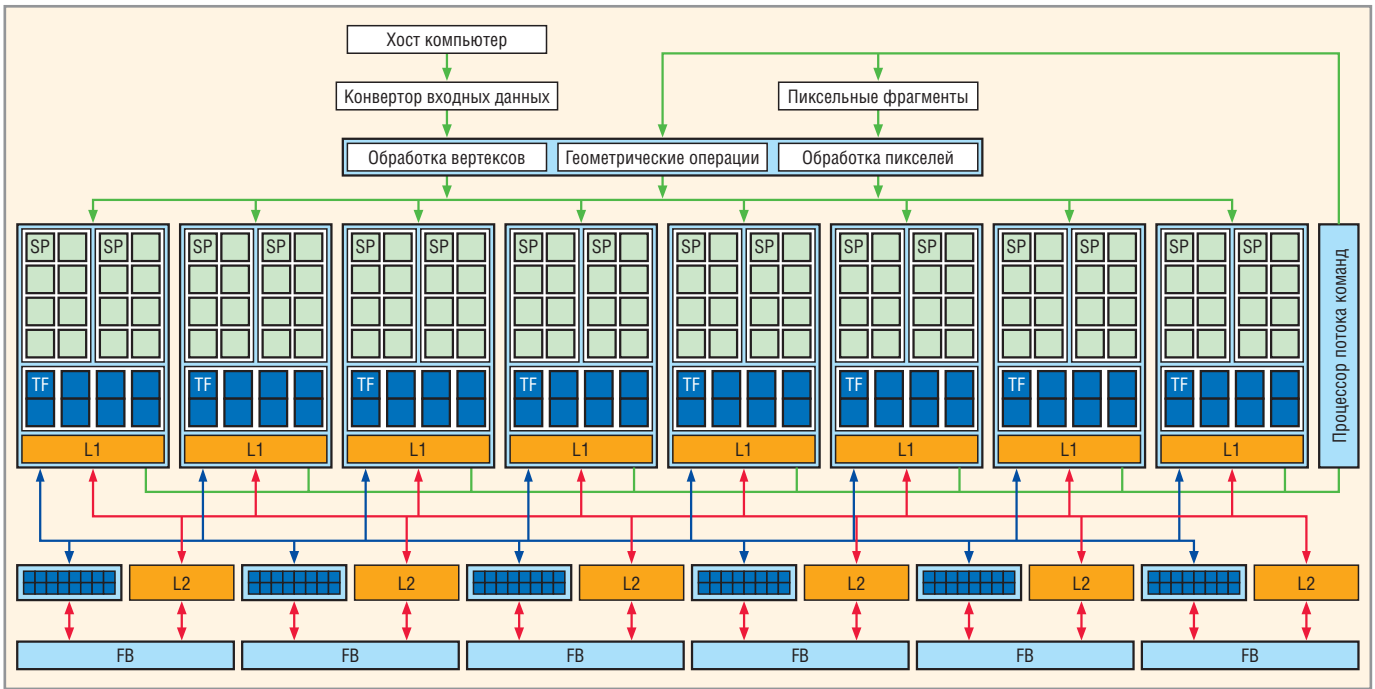 Хост компьютер
Конвертор входных данных
Пиксельные фрагменты
Обработка вертексов
Геометрические операции
Обработка пикселей
SP SP SP SP SP SP SP SP SP SP SP SP SP SP SP SP
Процессор потока команд
TF TF TF TF TF TF TF TF
L1 L1 L1 L1 L1 L1 L1 L1
L2 L2 L2 L2 L2 L2
FB FB FB FB FB FB